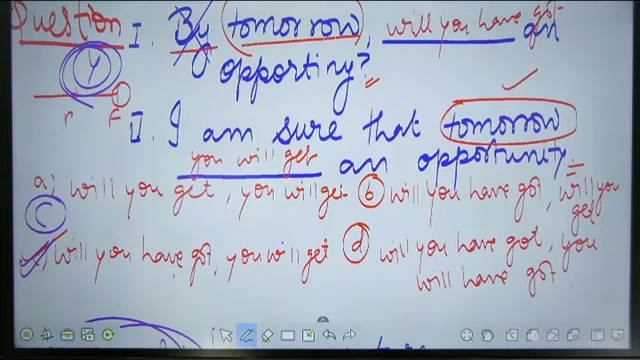 Question I. By tomorrow, will you have got an
Y opportiny?
r F II. I am sure that tomorrow
you will get an opportunity.
a) will you get, you will get b) will you have got, will you get
c) will you have got, you will get d) will you have got, you will have got